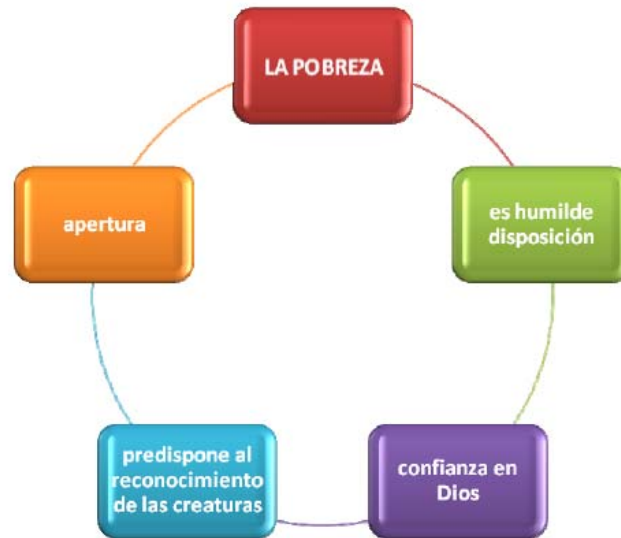 LA POBREZA
es humilde
disposición
confianza en
Dios
predispone al
reconocimiento
de las creaturas
apertura